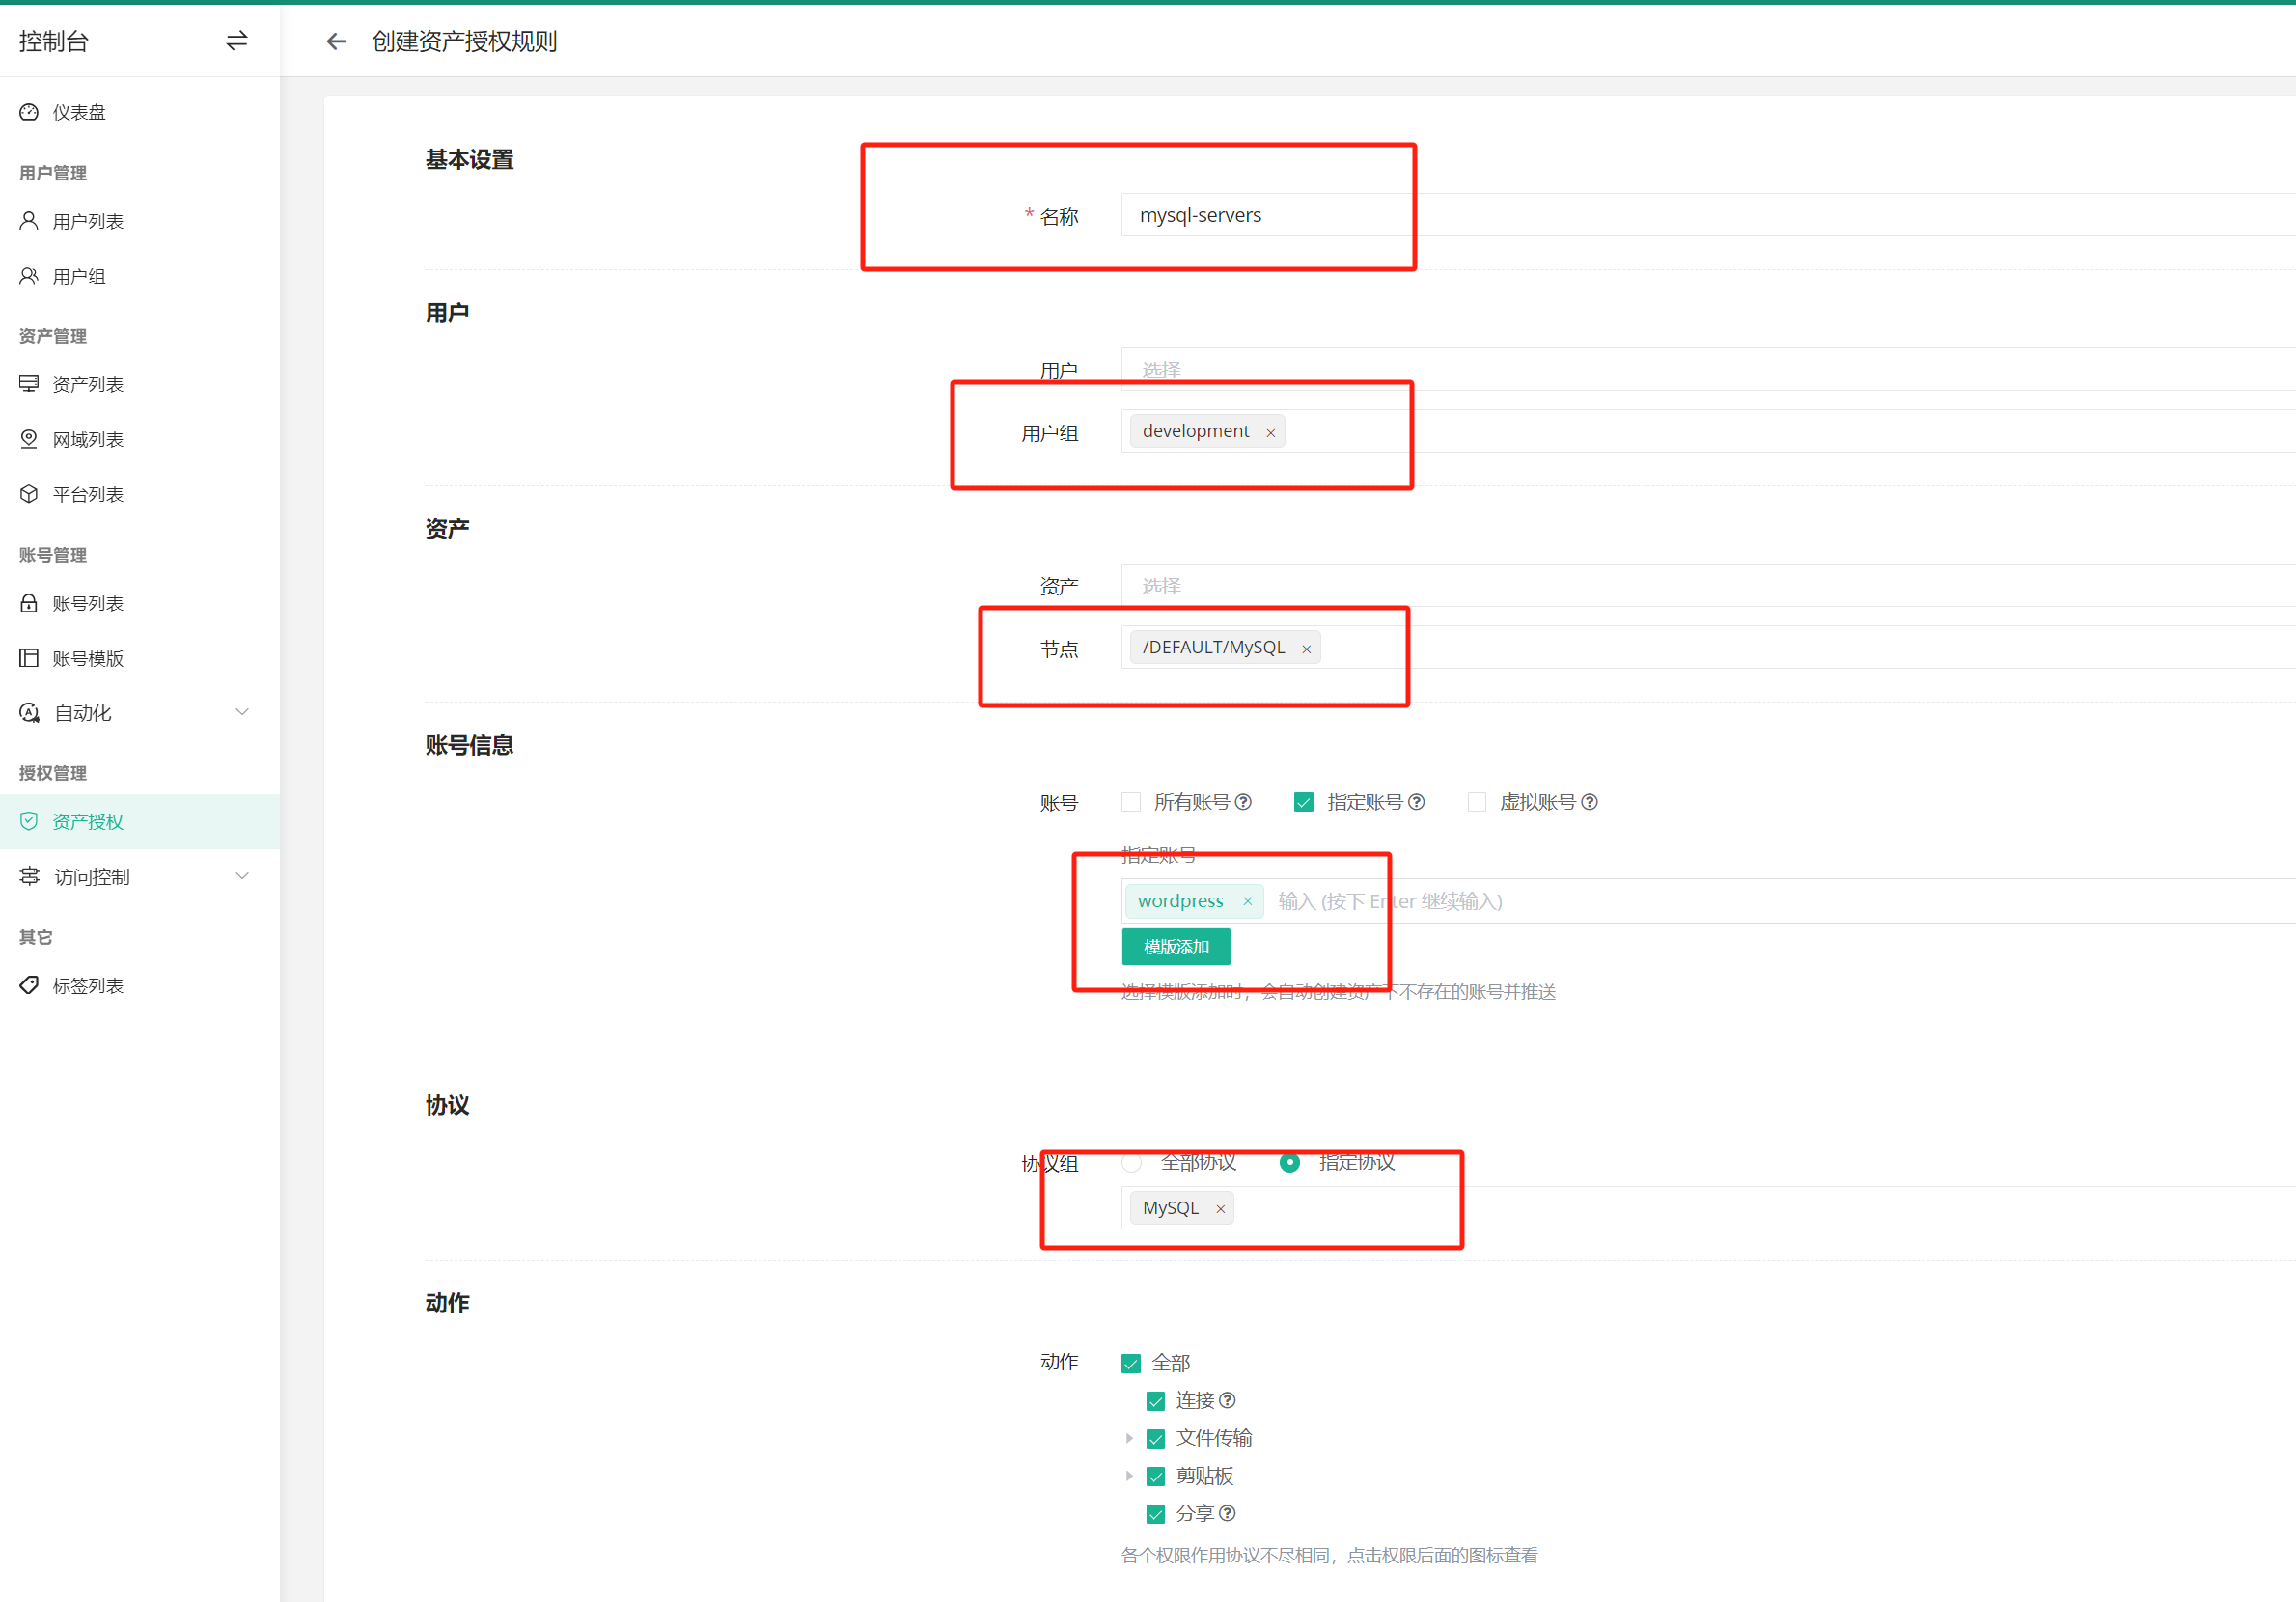 控制台
创建资产授权规则
仪表盘
用户管理
用户列表
用户组
资产管理
资产列表
网域列表
平台列表
账号管理
账号列表
账号模版
自动化
授权管理
资产授权
访问控制
其它
标签列表
基本设置
* 名称 mysql-servers
用户
用户 选择
用户组 development ×
资产
资产 选择
节点 /DEFAULT/MySQL ×
账号信息
账号 所有账号 指定账号 虚拟账号
指定账号
wordpress × 输入 (按下 Enter 继续输入)
模版添加
选择模版添加时，会自动创建资产下不存在的账号并推送
协议
协议组 全部协议 指定协议
MySQL ×
动作
动作 全部
连接
文件传输
剪贴板
分享
各个权限作用协议不尽相同，点击权限后面的图标查看